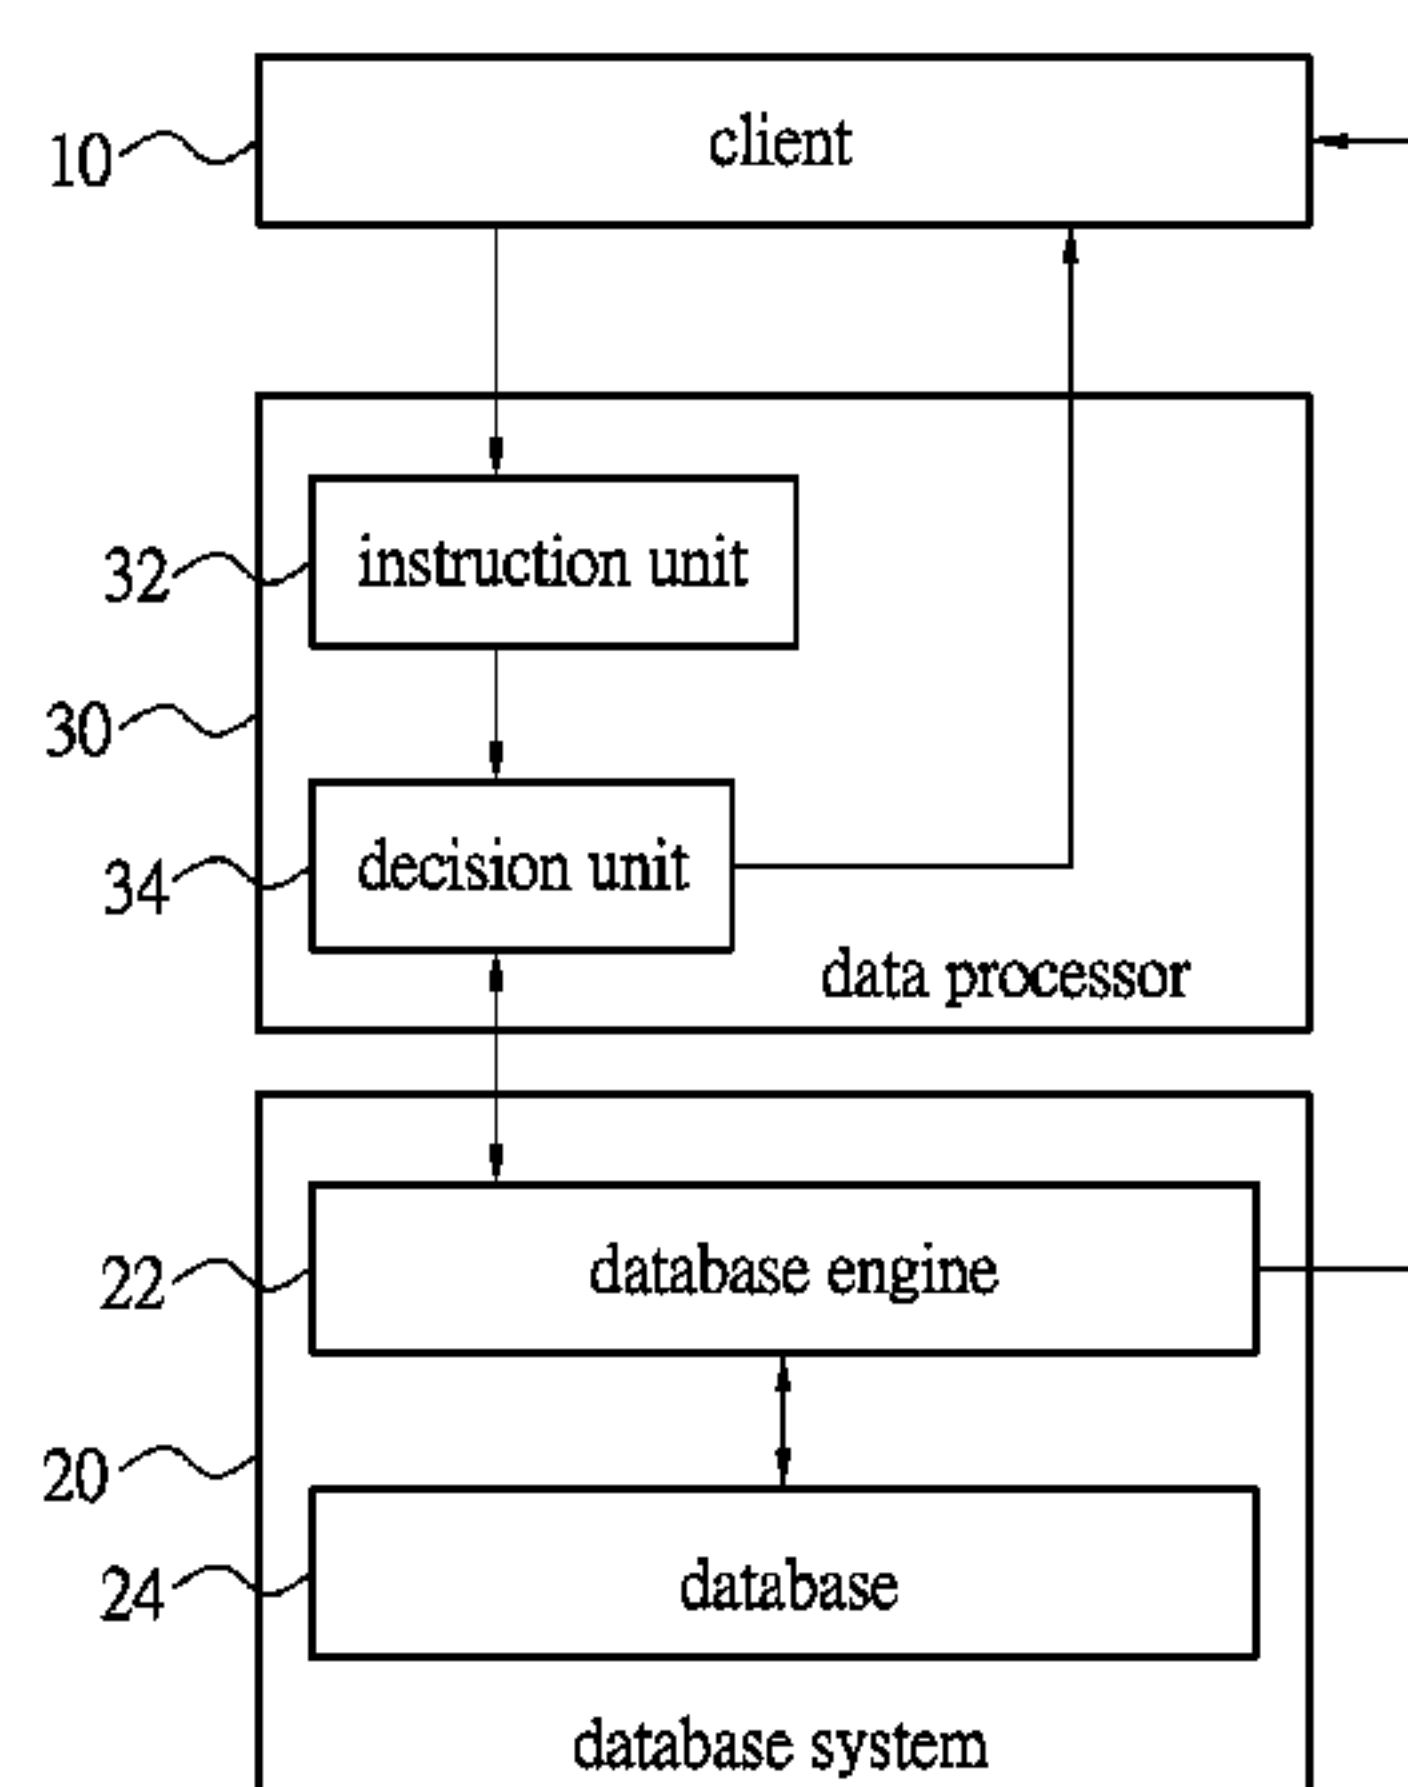 10
client
32
instruction unit
30
34
decision unit
data processor
22
database engine
20
24
database
database system